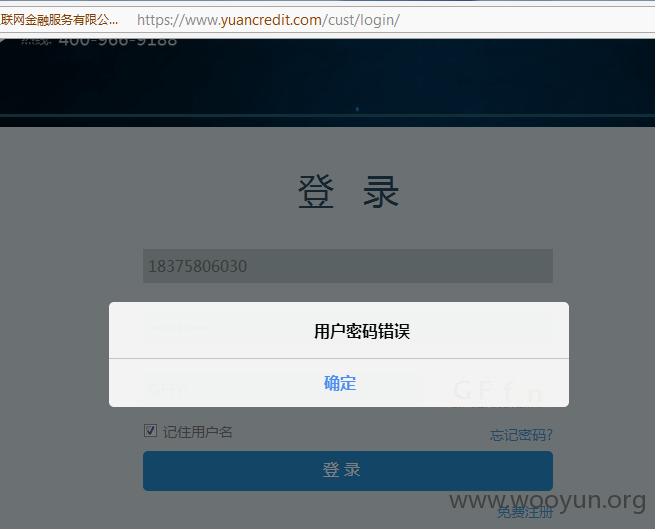 联网金融服务有限公... https://www.yuancredit.com/cust/login/
热线: 400-966-9188
登 录
18375806030
用户密码错误
确定
GFfn
记住用户名
忘记密码?
登 录
www.wooyun.org
免费注册